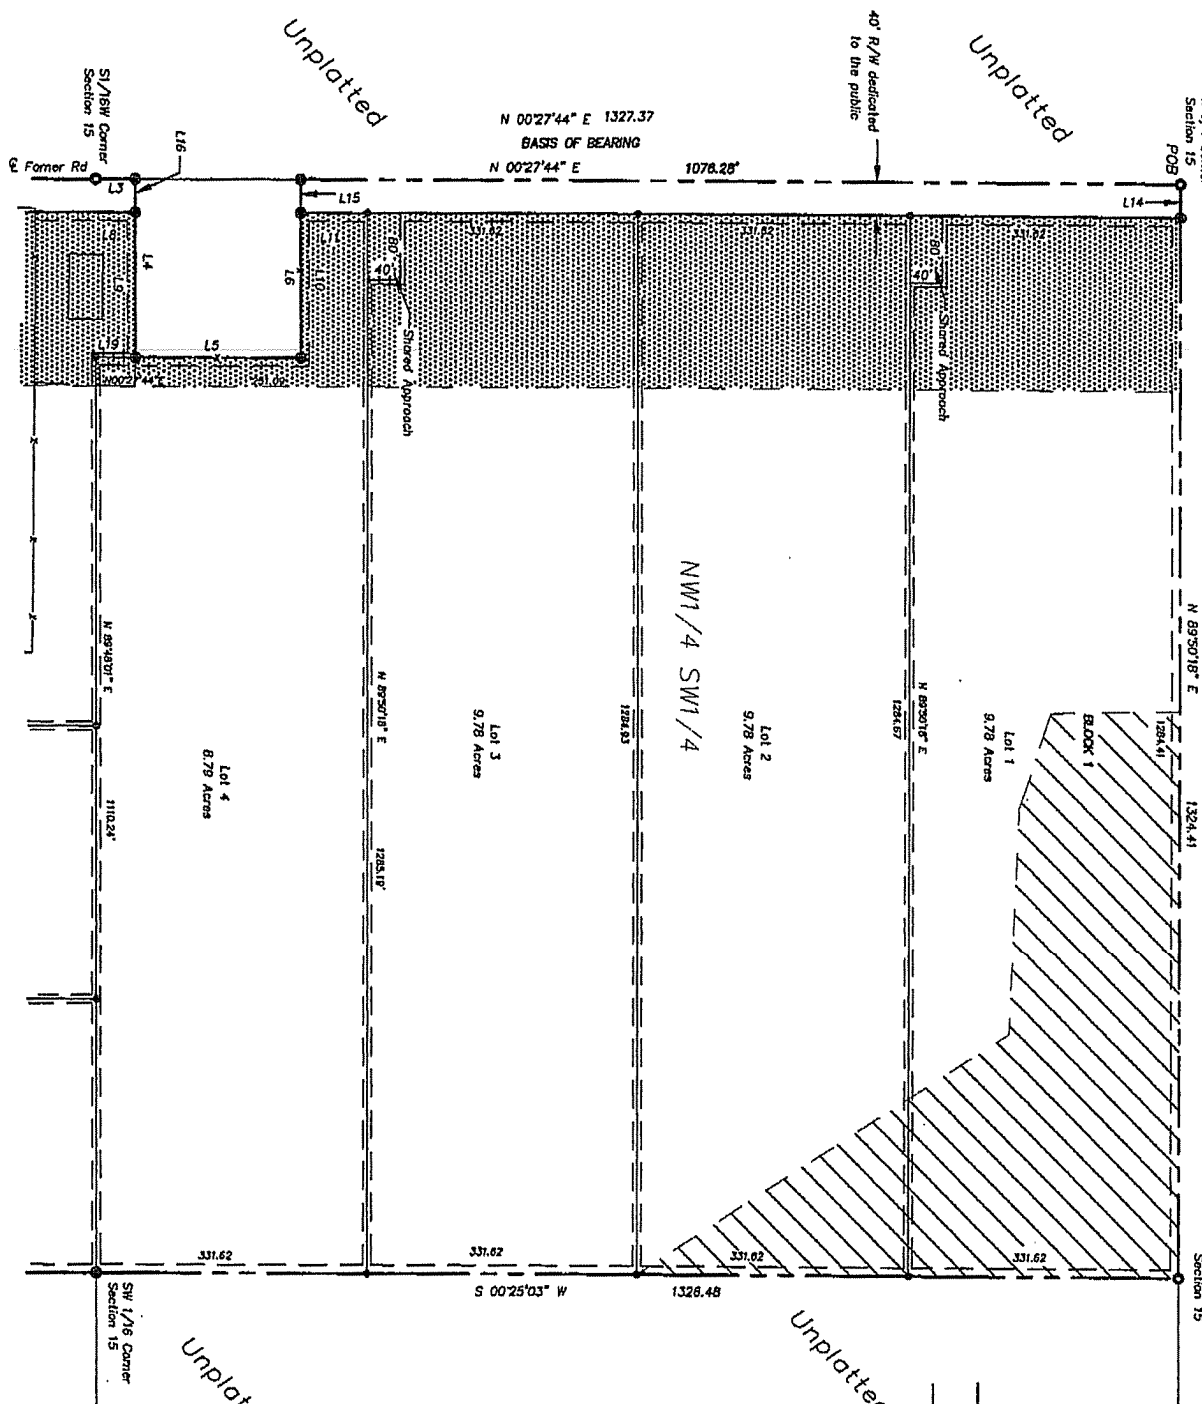 Unplatted
Unplatted
40' R/W dedicated
to the public
Section 15
POB
S1/16W Corner
Section 15
L16
N 00°27'44" E 1327.37
BASIS OF BEARING
N 00°27'44" E 1076.28'
℄ Forner Rd
L3
L15
L14
L8
L4
L6
L11
L10
L9
80'
40'
331.62
331.62
80'
40'
331.62
Shared Approach
Shared Approach
L19
L5
N00°27'44"E
251.09
NW1/4 SW1/4
N 89°50'18" E
1324.41
1284.41
BLOCK 1
N 89°48'01" E
1110.24'
N 89°50'18" E
1285.19'
1284.93
N 89°50'18" E
1284.67
Lot 1
9.78 Acres
Lot 2
9.78 Acres
Lot 3
9.78 Acres
Lot 4
8.79 Acres
331.62
331.62
331.62
331.62
S 00°25'03" W 1326.48
SW 1/16 Corner
Section 15
Section 15
Unplat
Unplatted